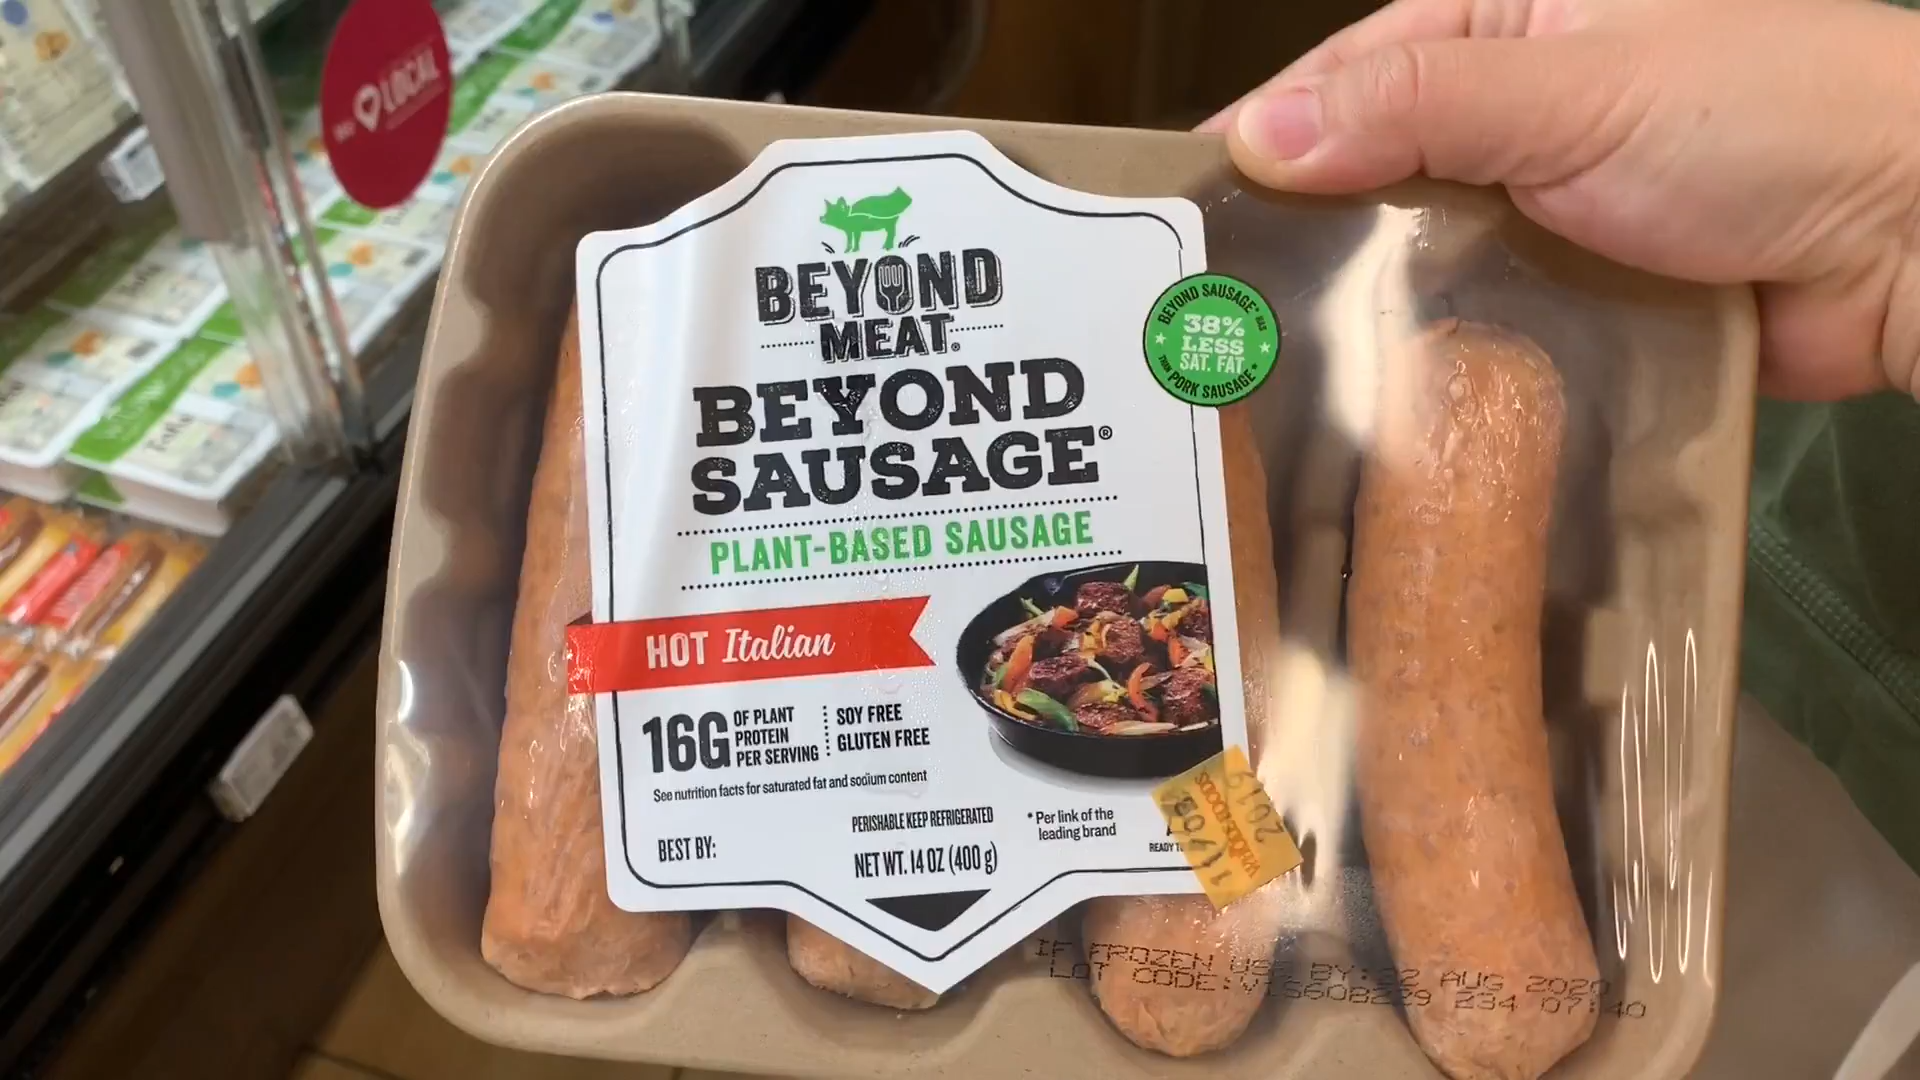 LOCAL
BEYOND
MEAT®
BEYOND
SAUSAGE®
PLANT-BASED SAUSAGE
HOT Italian
16G OF PLANT
PROTEIN
PER SERVING
SOY FREE
GLUTEN FREE
See nutrition facts for saturated fat and sodium content
BEST BY:
PERISHABLE KEEP REFRIGERATED
NET WT. 14 OZ (400 g)
* Per link of the
leading brand
BEYOND SAUSAGE® HAS
38%
LESS
SAT. FAT
THAN PORK SAUSAGE*
READY
2019
IF FROZEN USE BY: 22 AUG 2020
LOT CODE: 234 07:40